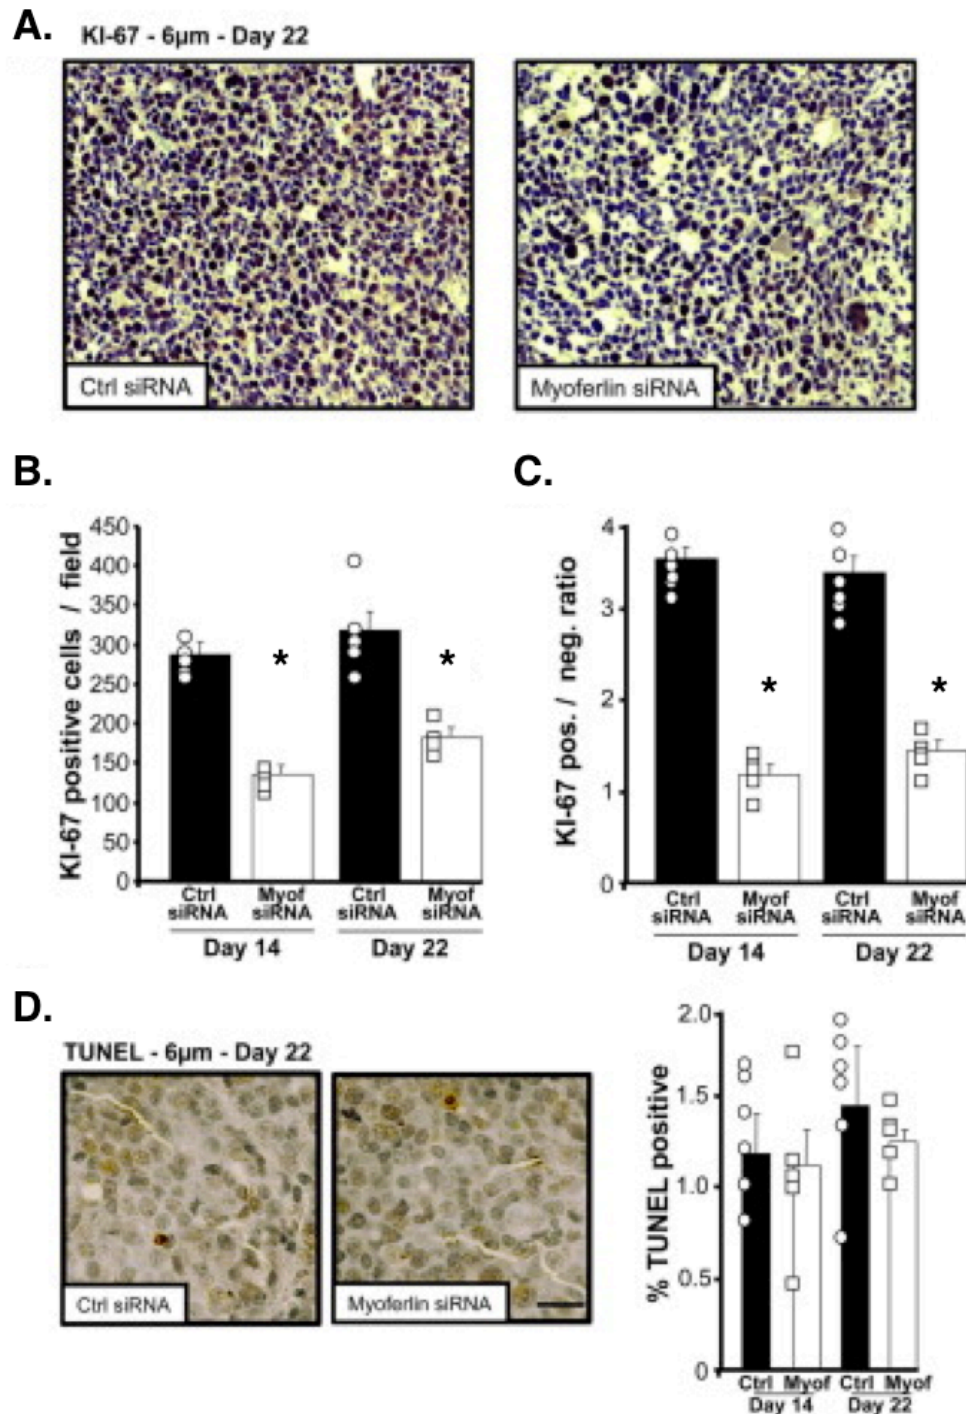 A.
KI-67 - 6µm - Day 22
Ctrl siRNA
Myoferlin siRNA
B.
KI-67 positive cells / field
450
400
350
300
250
200
150
100
50
0
*
*
Ctrl siRNA
Myof siRNA
Ctrl siRNA
Myof siRNA
Day 14
Day 22
C.
KI-67 pos. / neg. ratio
4
3
2
1
0
*
*
Ctrl siRNA
Myof siRNA
Ctrl siRNA
Myof siRNA
Day 14
Day 22
D.
TUNEL - 6µm - Day 22
Ctrl siRNA
Myoferlin siRNA
% TUNEL positive
2.0
1.5
1.0
0.5
0
Ctrl Myof Ctrl Myof
Day 14 Day 22